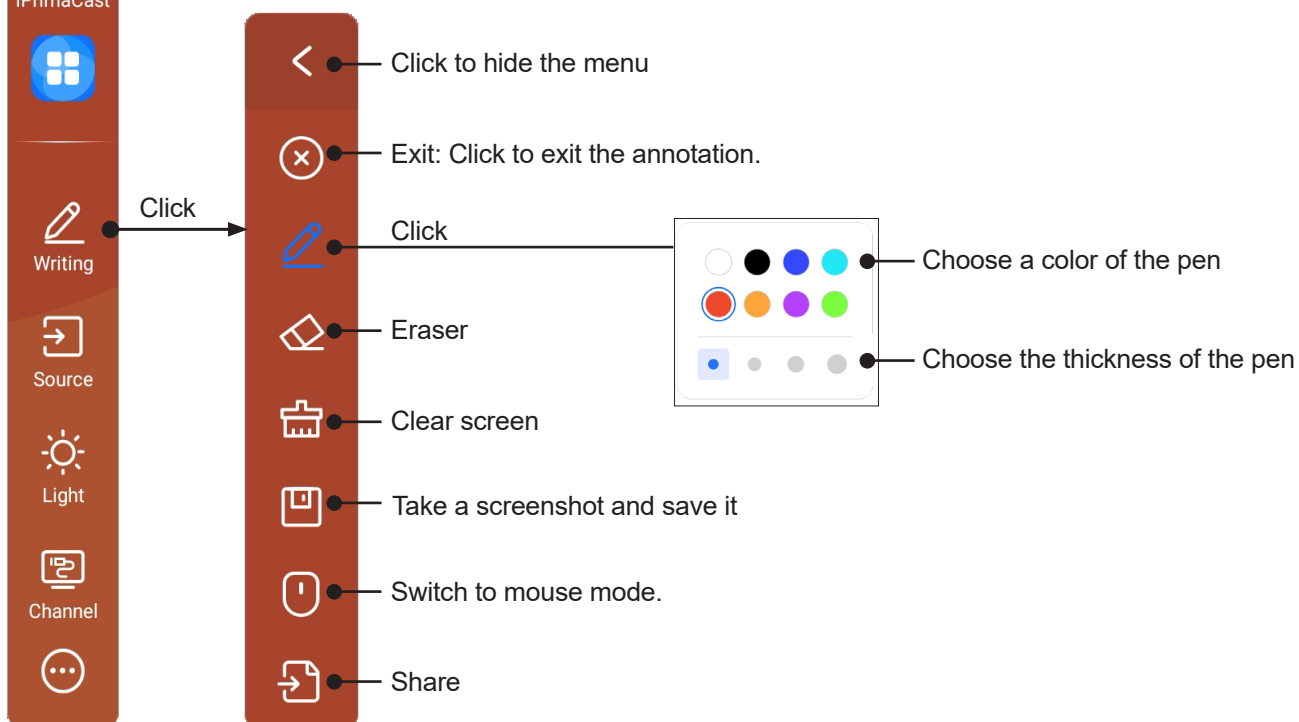 iPrimaCast
Writing
Source
Light
Channel
Click
Click to hide the menu
Exit: Click to exit the annotation.
Click
Eraser
Clear screen
Take a screenshot and save it
Switch to mouse mode.
Share
Choose a color of the pen
Choose the thickness of the pen